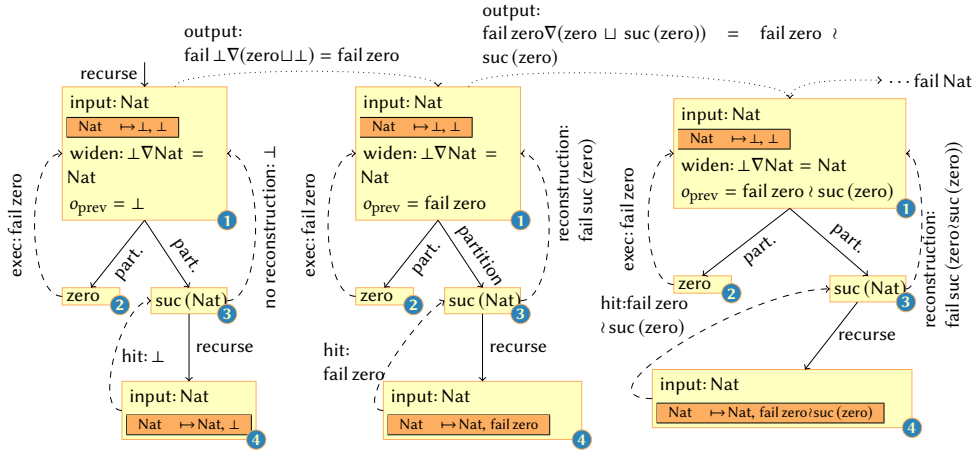 output:
fail ⊥∇(zero⊔⊥) = fail zero
output:
fail zero∇(zero ⊔ suc (zero)) = fail zero ≀
suc (zero)
recurse
input: Nat
Nat ↦ ⊥, ⊥
widen: ⊥∇Nat =
Nat
oprev = ⊥
1
exec: fail zero
no reconstruction: ⊥
part.
part.
zero
2
suc (Nat)
3
hit: ⊥
recurse
input: Nat
Nat ↦ Nat, ⊥
4
input: Nat
Nat ↦ ⊥, ⊥
widen: ⊥∇Nat =
Nat
oprev = fail zero
1
exec: fail zero
reconstruction:
fail suc (zero)
part.
partition
zero
2
suc (Nat)
3
hit:
fail zero
recurse
input: Nat
Nat ↦ Nat, fail zero
4
··· fail Nat
input: Nat
Nat ↦ ⊥, ⊥
widen: ⊥∇Nat = Nat
oprev = fail zero ≀ suc (zero)
1
exec: fail zero
reconstruction:
fail suc (zero≀suc (zero))
part.
part.
zero
2
suc (Nat)
3
hit:fail zero
≀ suc (zero)
recurse
input: Nat
Nat ↦ Nat, fail zero≀suc (zero)
4